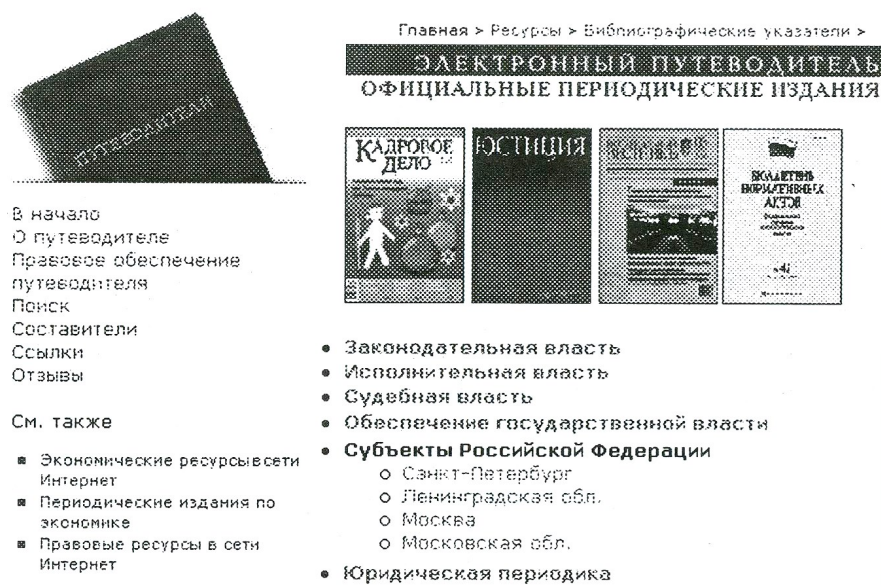 Главная > Ресурсы > Библиографические указатели >
ЭЛЕКТРОННЫЙ ПУТЕВОДИТЕЛЬ
ОФИЦИАЛЬНЫЕ ПЕРИОДИЧЕСКИЕ ИЗДАНИЯ
ПУТЕВОДИТЕЛИ
КАДРОВОЕ
ДЕЛО
ЮСТИЦИЯ
БЮЛЛЕТЕНЬ
НОРМАТИВНЫХ
АКТОВ
В начало
О путеводителе
Правовое обеспечение
путеводителя
Поиск
Составители
Ссылки
Отзывы
См. также
Экономические ресурсы в сети
Интернет
Периодические издания по
экономике
Правовые ресурсы в сети
Интернет
Законодательная власть
Исполнительная власть
Судебная власть
Обеспечение государственной власти
Субъекты Российской Федерации
Санкт-Петербург
Ленинградская обл.
Москва
Московская обл.
Юридическая периодика